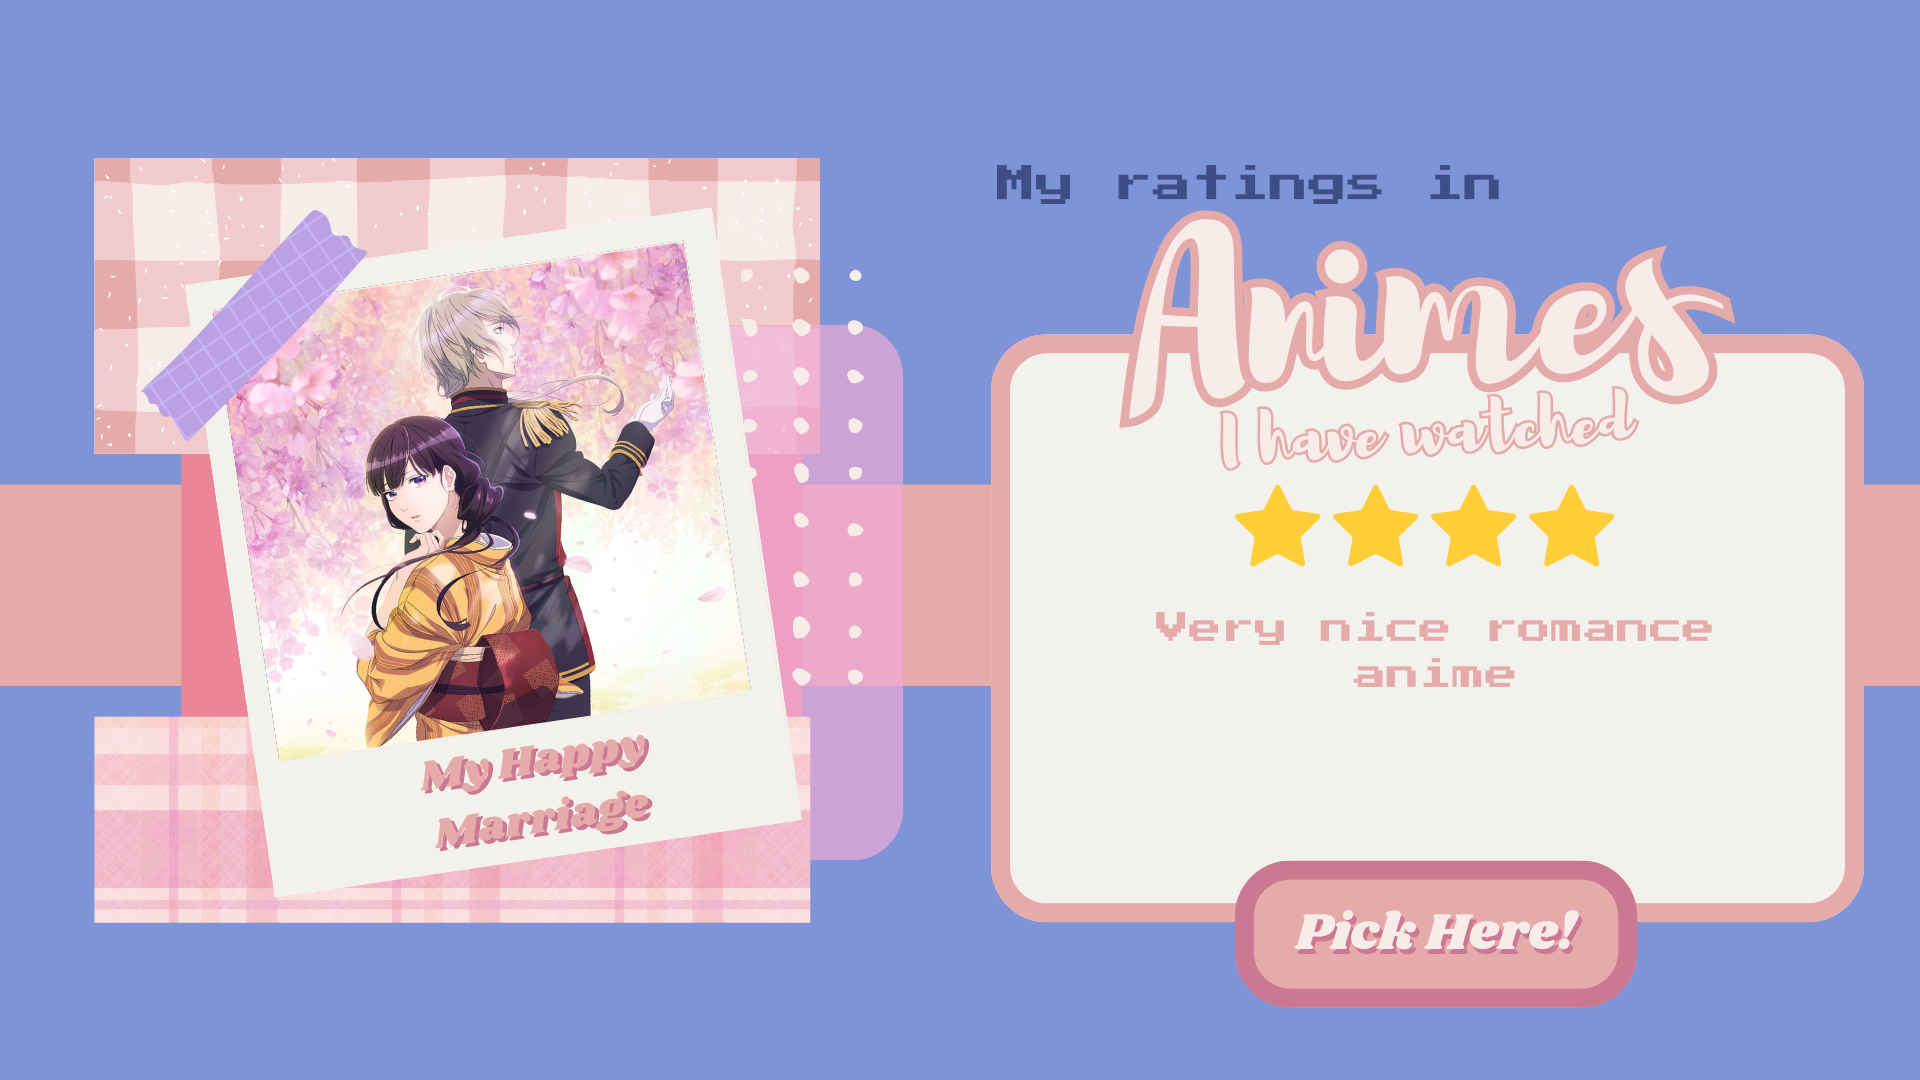 My ratings in
Animes
I have watched
Very nice romance
anime
My Happy
Marriage
Pick Here!